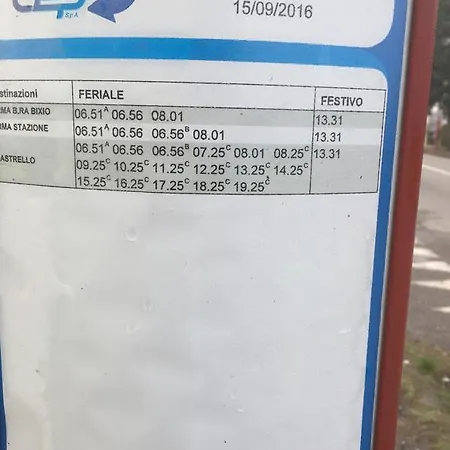 S.p.A
15/09/2016
stinazioni FERIALE FESTIVO
RMA B.RA BIXIO 06.51A 06.56 08.01 13.31
RMA STAZIONE 06.51A 06.56 06.56B 08.01 13.31
ASTRELLO 06.51A 06.56 06.56B 07.25C 08.01 08.25C 13.31
09.25C 10.25C 11.25C 12.25C 13.25C 14.25C
15.25C 16.25C 17.25C 18.25C 19.25C